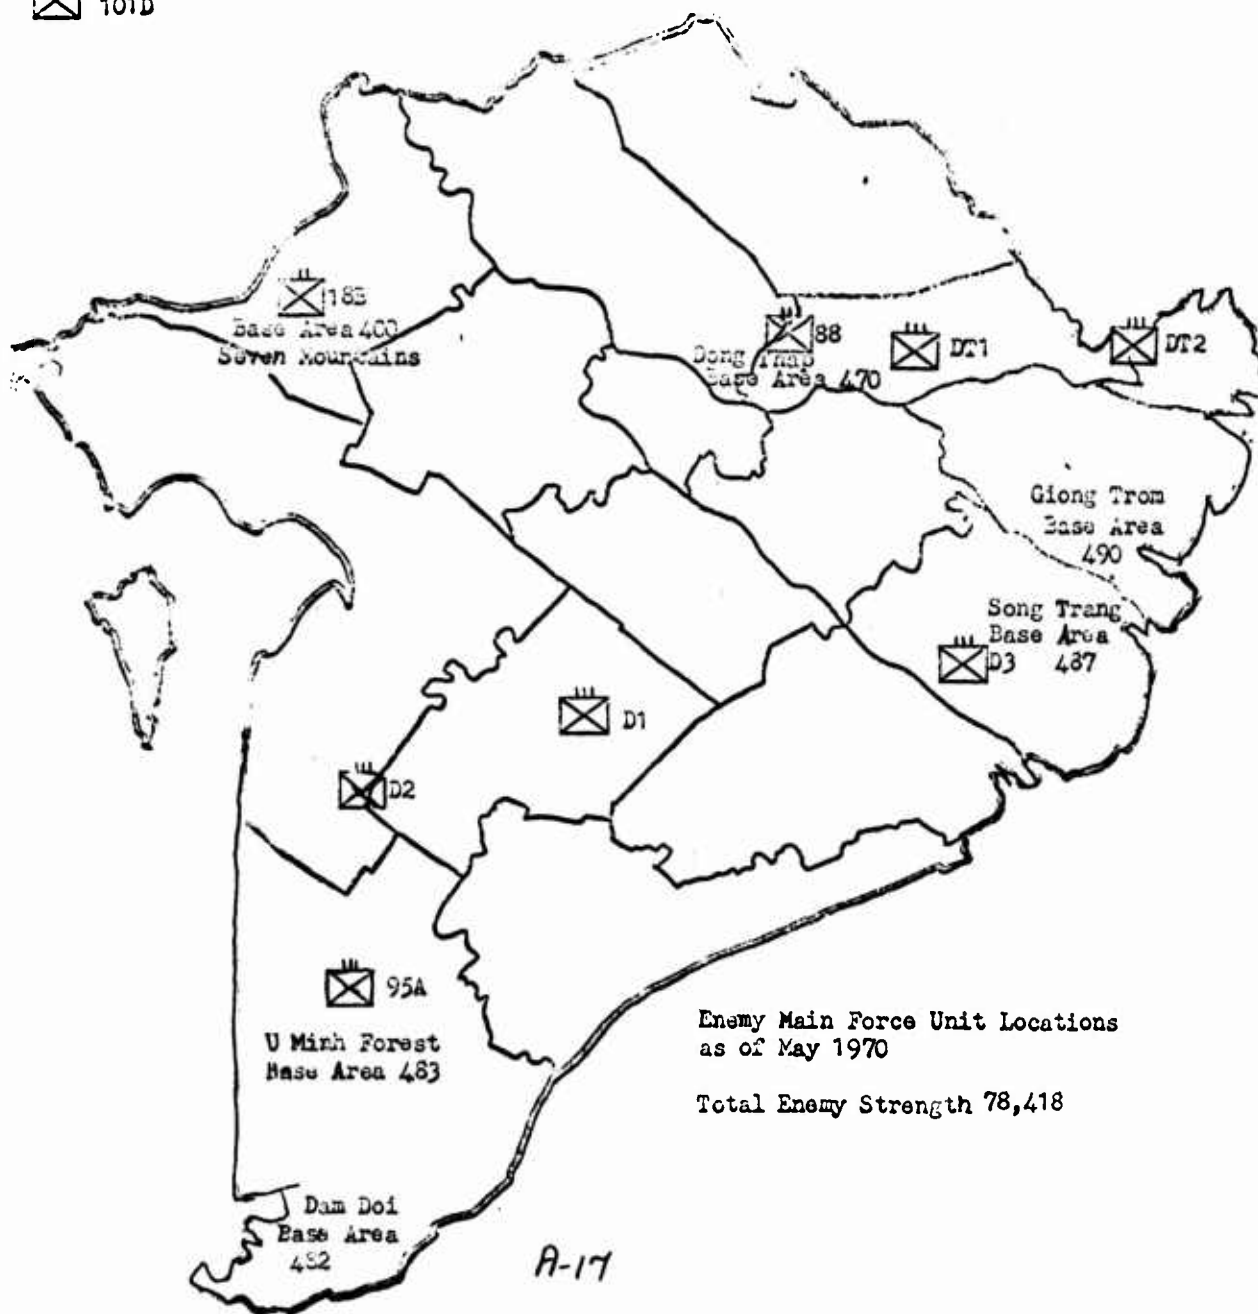 101D
18B
Base Area 400
Seven Mountains
88
Dong Thap
Base Area 470
DT1
DT2
Giong Trom
Base Area
490
Song Trang
Base Area
D3 487
D1
D2
95A
U Minh Forest
Base Area 483
Enemy Main Force Unit Locations
as of May 1970
Total Enemy Strength 78,418
Dam Doi
Base Area
482
A-17